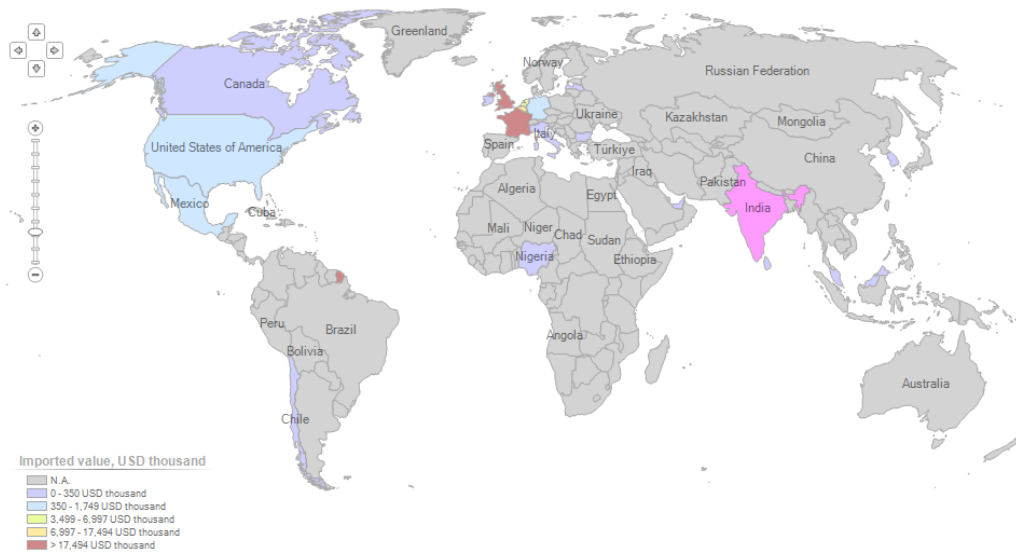 Greenland
Norway
Russian Federation
Canada
Ukraine
Kazakhstan
Mongolia
Italy
United States of America
Spain
Türkiye
China
Iraq
Pakistan
Algeria
Egypt
Mexico
Cuba
India
Mali
Niger
Chad
Sudan
Nigeria
Ethiopia
Peru
Brazil
Angola
Bolivia
Australia
Chile
Imported value, USD thousand
N.A.
0 - 350 USD thousand
350 - 1,749 USD thousand
3,499 - 6,997 USD thousand
6,997 - 17,494 USD thousand
> 17,494 USD thousand